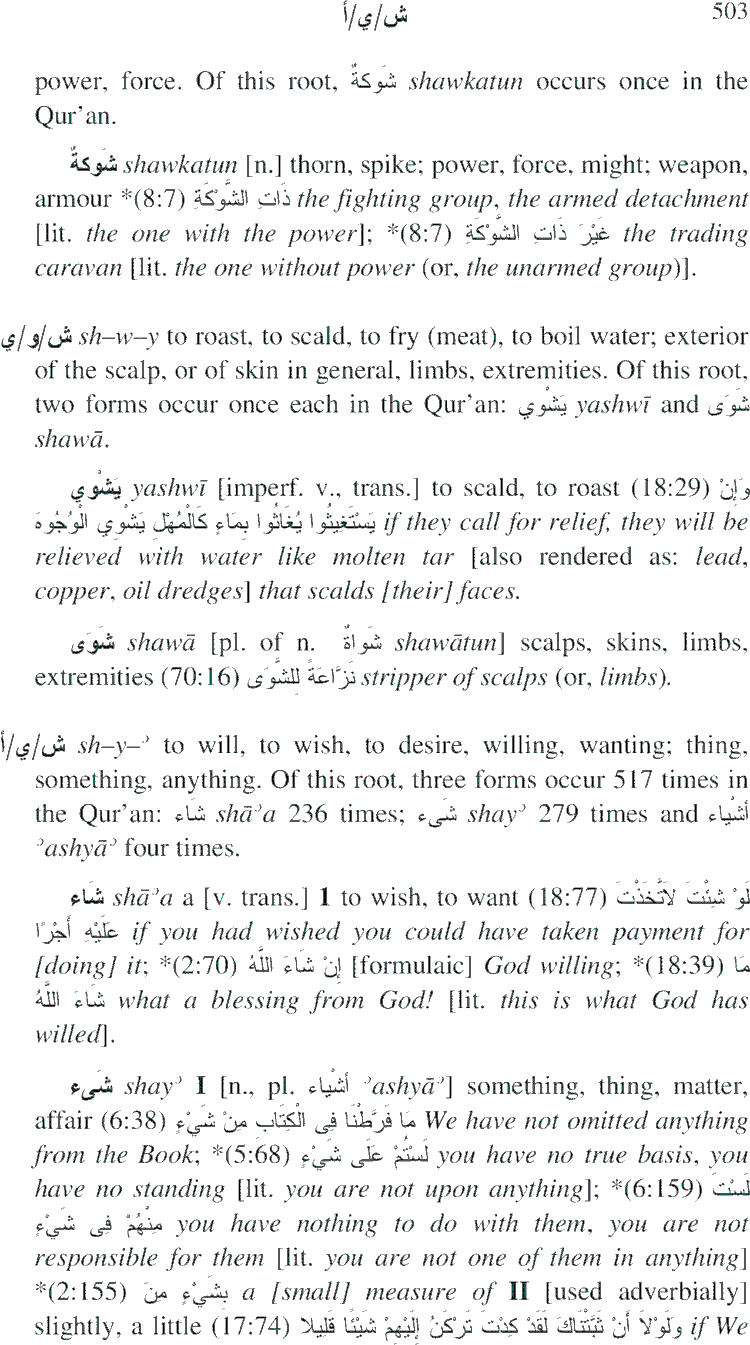 ش/ي/أ 503
power, force. Of this root, شَوكةٌ shawkatun occurs once in the
Qur’an.
شَوكةٌ shawkatun [n.] thorn, spike; power, force, might; weapon,
armour *(8:7) ذَاتِ الشَّوْكَةِ the fighting group, the armed detachment
[lit. the one with the power]; *(8:7) غَيْرَ ذَاتِ الشَّوْكَةِ the trading
caravan [lit. the one without power (or, the unarmed group)].
ش/و/ي sh–w–y to roast, to scald, to fry (meat), to boil water; exterior
of the scalp, or of skin in general, limbs, extremities. Of this root,
two forms occur once each in the Qur’an: يَشْوِي yashwī and شَوَى
shawā.
يَشْوِي yashwī [imperf. v., trans.] to scald, to roast (18:29) وَإِنْ
يَسْتَغِيثُوا يُغَاثُوا بِمَاءٍ كَالْمُهْلِ يَشْوِي الْوُجُوهَ if they call for relief, they will be
relieved with water like molten tar [also rendered as: lead,
copper, oil dredges] that scalds [their] faces.
شَوَى shawā [pl. of n. شَواةٌ shawātun] scalps, skins, limbs,
extremities (70:16) نَزَّاعَةً لِلشَّوَى stripper of scalps (or, limbs).
ش/ي/أ sh–y–ʾ to will, to wish, to desire, willing, wanting; thing,
something, anything. Of this root, three forms occur 517 times in
the Qur’an: شَاء shāʾa 236 times; شَىء shayʾ 279 times and أَشْياء
ʾashyāʾ four times.
شَاء shāʾa a [v. trans.] 1 to wish, to want (18:77) لَوْ شِئْتَ لاَتَّخَذْتَ
عَلَيْهِ أَجْرًا if you had wished you could have taken payment for
[doing] it; *(2:70) إِنْ شَاءَ اللَّهُ [formulaic] God willing; *(18:39) مَا
شَاءَ اللَّهُ what a blessing from God! [lit. this is what God has
willed].
شَىء shayʾ I [n., pl. أَشْياء ʾashyāʾ] something, thing, matter,
affair (6:38) مَا فَرَّطْنَا فِى الْكِتَابِ مِنْ شَيْءٍ We have not omitted anything
from the Book; *(5:68) لَسْتُمْ عَلَى شَيْءٍ you have no true basis, you
have no standing [lit. you are not upon anything]; *(6:159) لَسْتَ
مِنْهُمْ فِى شَيْءٍ you have nothing to do with them, you are not
responsible for them [lit. you are not one of them in anything]
*(2:155) بِشَيْءٍ مِنَ a [small] measure of II [used adverbially]
slightly, a little (17:74) وَلَوْلاَ أَنْ ثَبَّتْنَاكَ لَقَدْ كِدْتَ تَرْكَنُ إِلَيْهِمْ شَيْئًا قَلِيلا if We